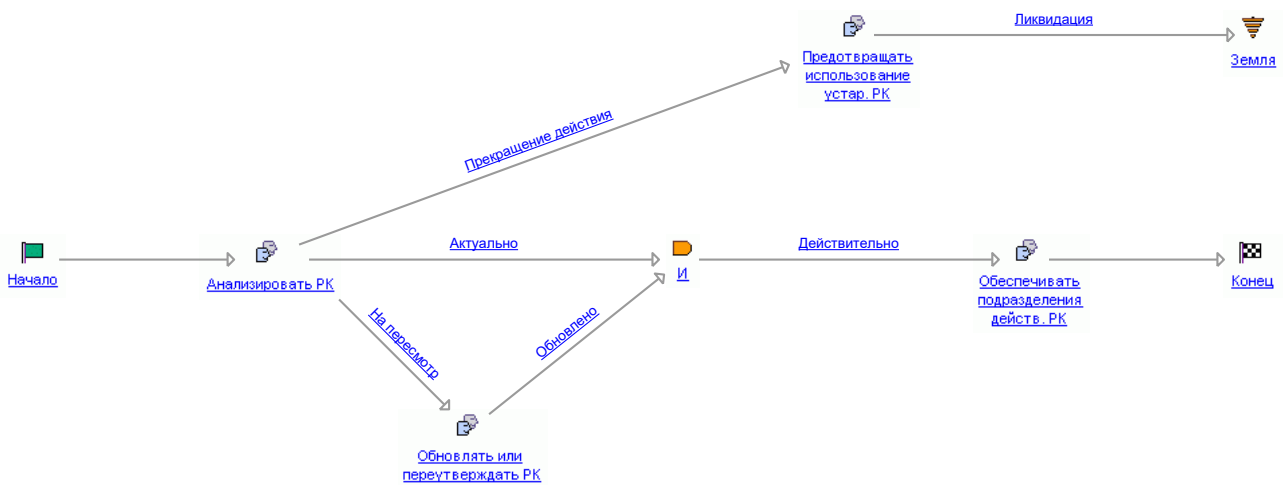 Ликвидация
Предотвращать
использование
устар. РК
Земля
Прекращение действия
Начало
Анализировать РК
Актуально
И
Действительно
Обеспечивать
подразделения
действ. РК
Конец
На пересмотр
Обновлено
Обновлять или
переутверждать РК